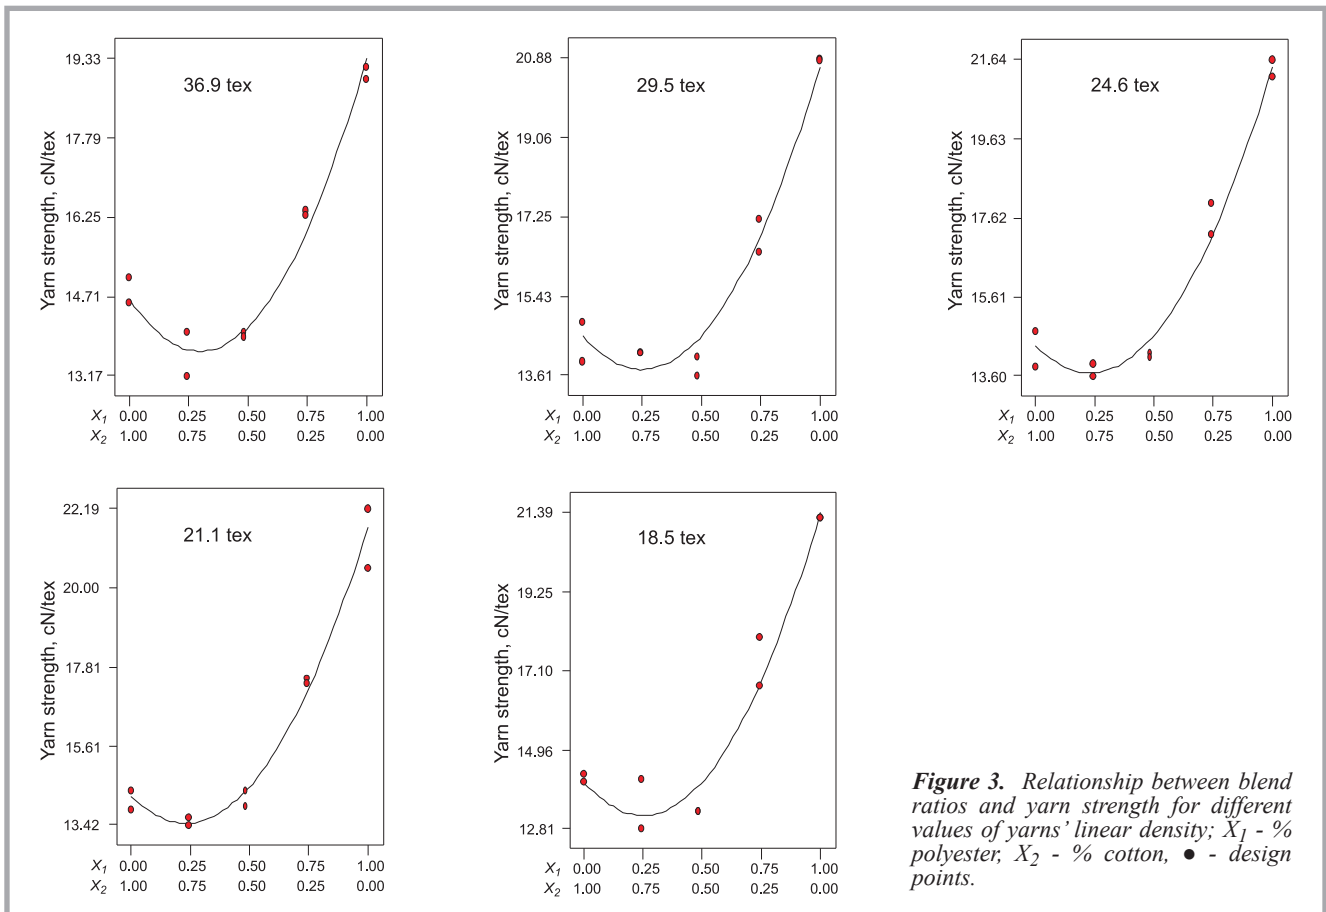 36.9 tex
Yarn strength, cN/tex
19.33
17.79
16.25
14.71
13.17
X1 0.00 0.25 0.50 0.75 1.00
X2 1.00 0.75 0.50 0.25 0.00
29.5 tex
Yarn strength, cN/tex
20.88
19.06
17.25
15.43
13.61
X1 0.00 0.25 0.50 0.75 1.00
X2 1.00 0.75 0.50 0.25 0.00
24.6 tex
Yarn strength, cN/tex
21.64
19.63
17.62
15.61
13.60
X1 0.00 0.25 0.50 0.75 1.00
X2 1.00 0.75 0.50 0.25 0.00
21.1 tex
Yarn strength, cN/tex
22.19
20.00
17.81
15.61
13.42
X1 0.00 0.25 0.50 0.75 1.00
X2 1.00 0.75 0.50 0.25 0.00
18.5 tex
Yarn strength, cN/tex
21.39
19.25
17.10
14.96
12.81
X1 0.00 0.25 0.50 0.75 1.00
X2 1.00 0.75 0.50 0.25 0.00
Figure 3. Relationship between blend
ratios and yarn strength for different
values of yarns' linear density; X1 - %
polyester, X2 - % cotton, ● - design
points.